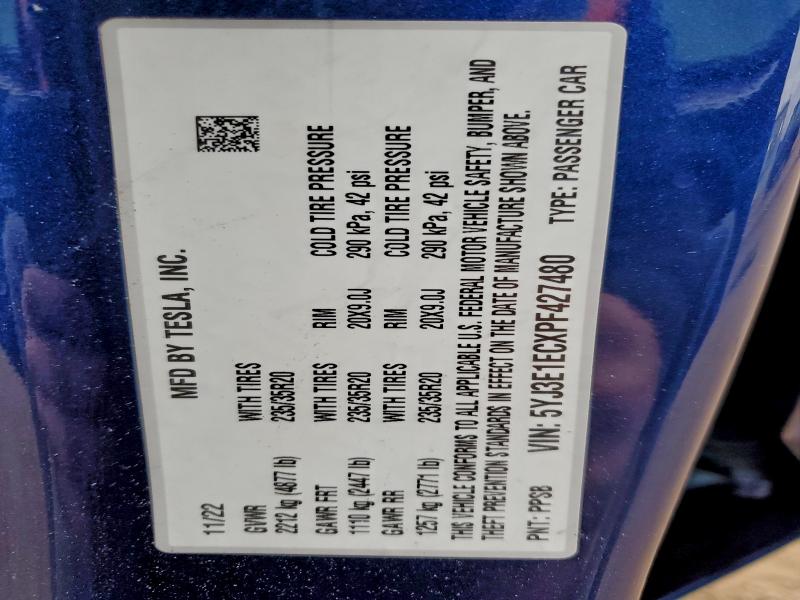 MFD BY TESLA, INC.
11/22
GVWR WITH TIRES
2212 kg (4877 lb) 235/35R20
GAWR FRT WITH TIRES RIM COLD TIRE PRESSURE
1110 kg (2447 lb) 235/35R20 20X9.0J 290 kPa, 42 psi
GAWR RR WITH TIRES RIM COLD TIRE PRESSURE
1257 kg (2771 lb) 235/35R20 20X9.0J 290 kPa, 42 psi
THIS VEHICLE CONFORMS TO ALL APPLICABLE U.S. FEDERAL MOTOR VEHICLE SAFETY, BUMPER, AND
THEFT PREVENTION STANDARDS IN EFFECT ON THE DATE OF MANUFACTURE SHOWN ABOVE.
PNT: PPSB VIN: 5YJ3E1ECXPF427480 TYPE: PASSENGER CAR